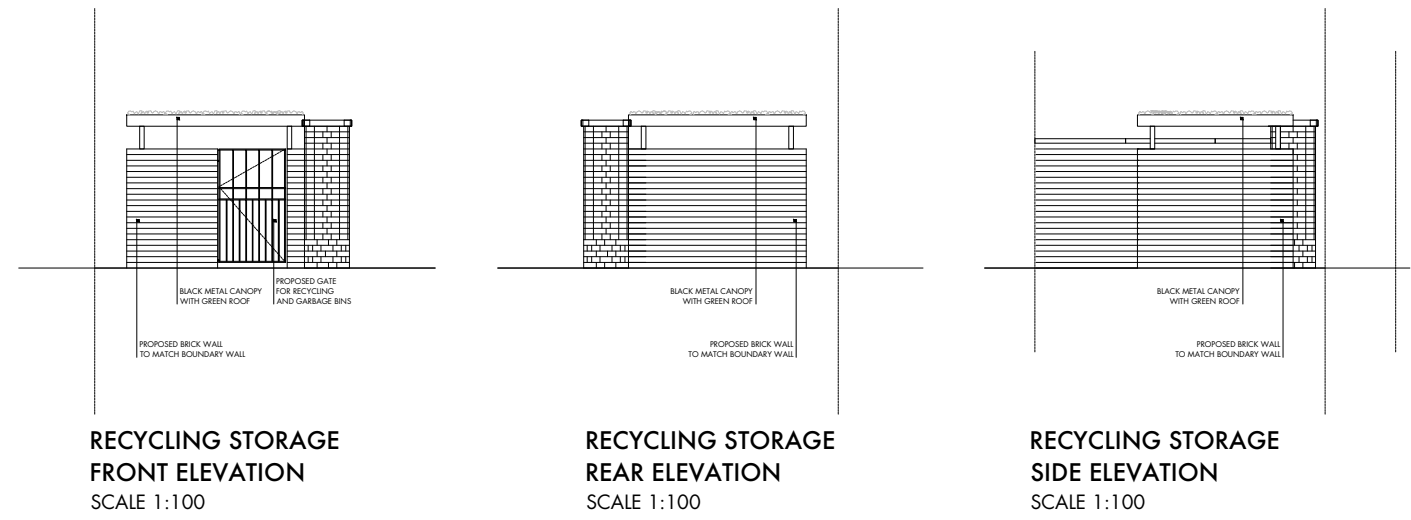 BLACK METAL CANOPY
WITH GREEN ROOF
PROPOSED GATE
FOR RECYCLING
AND GARBAGE BINS
PROPOSED BRICK WALL
TO MATCH BOUNDARY WALL
RECYCLING STORAGE
FRONT ELEVATION
SCALE 1:100
BLACK METAL CANOPY
WITH GREEN ROOF
PROPOSED BRICK WALL
TO MATCH BOUNDARY WALL
RECYCLING STORAGE
REAR ELEVATION
SCALE 1:100
BLACK METAL CANOPY
WITH GREEN ROOF
PROPOSED BRICK WALL
TO MATCH BOUNDARY WALL
RECYCLING STORAGE
SIDE ELEVATION
SCALE 1:100